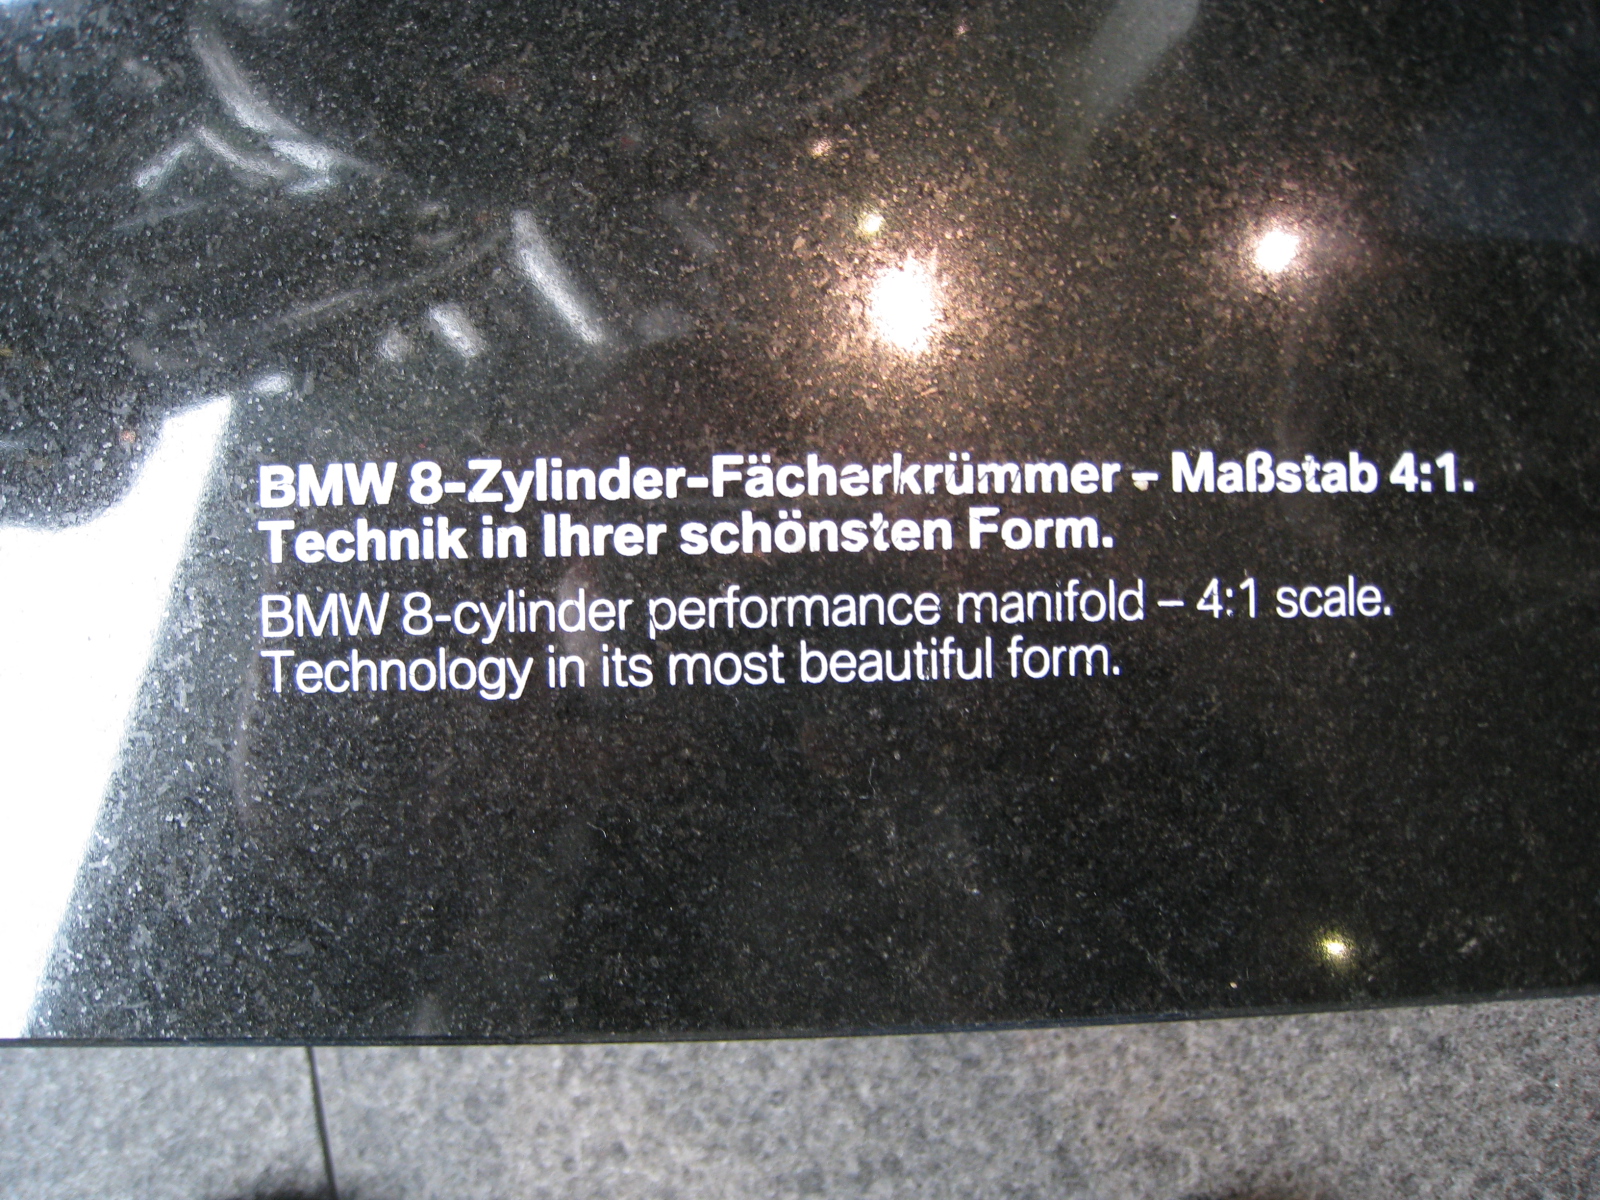 BMW 8-Zylinder-Fächerkrümmer – Maßstab 4:1.
Technik in Ihrer schönsten Form.
BMW 8-cylinder performance manifold – 4:1 scale.
Technology in its most beautiful form.